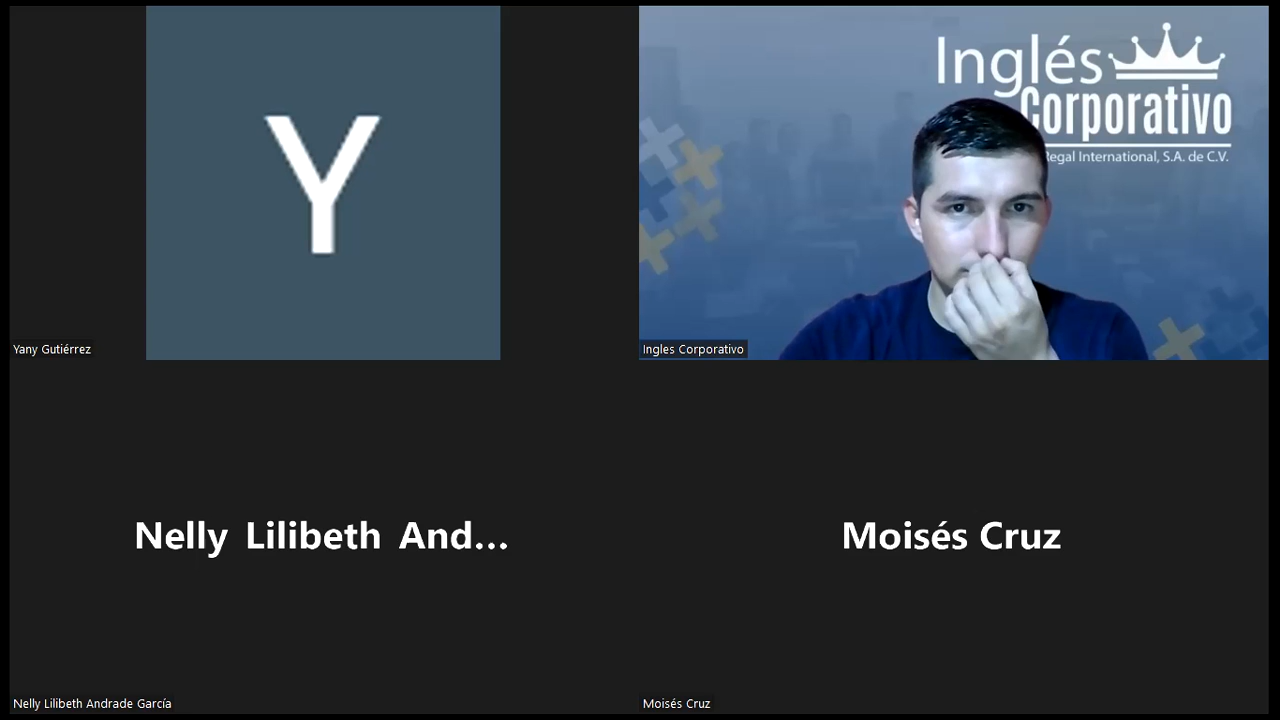 Y
Yany Gutiérrez
Inglés
Corporativo
Regal International, S.A. de C.V.
Ingles Corporativo
Nelly Lilibeth And...
Nelly Lilibeth Andrade García
Moisés Cruz
Moisés Cruz